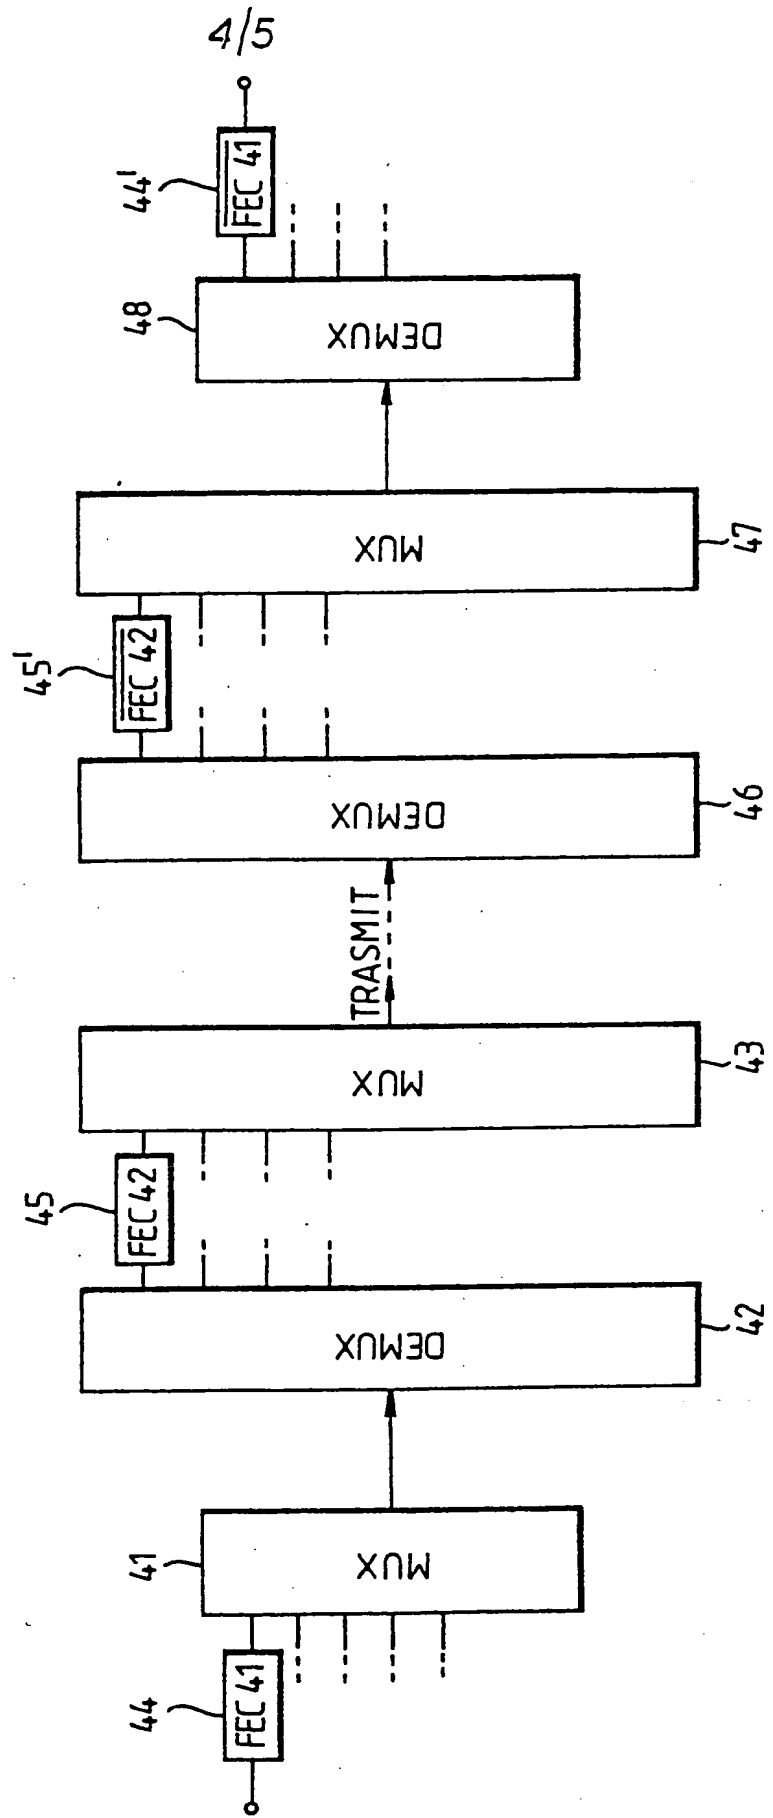 4/5
44
FEC 41
41
MUX
42
DEMUX
45
FEC 42
43
MUX
TRASMIT
46
DEMUX
45'
FEC 42
47
MUX
48
DEMUX
44'
FEC 41